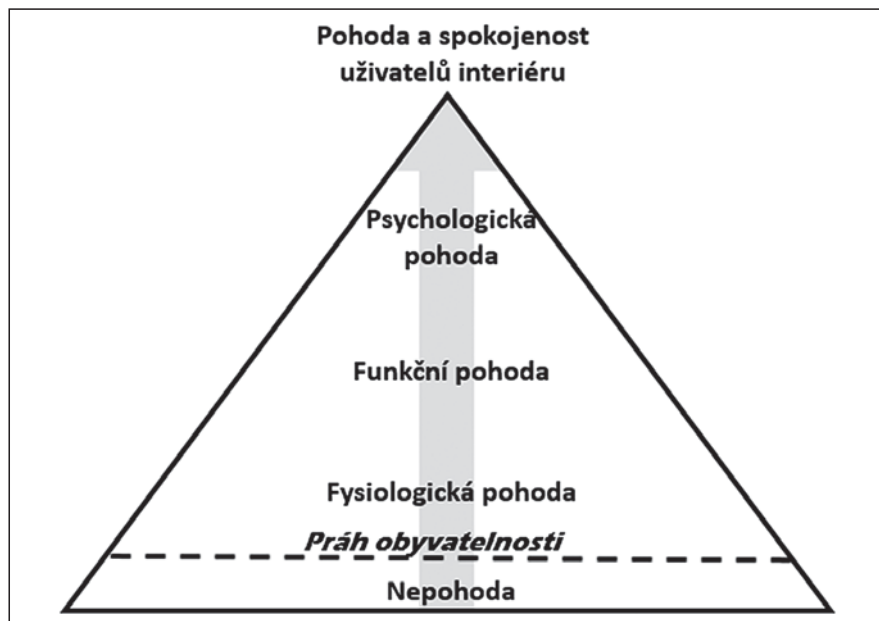 Pohoda a spokojenost
uživatelů interiéru
Psychologická
pohoda
Funkční pohoda
Fysiologická pohoda
Práh obyvatelnosti
Nepohoda